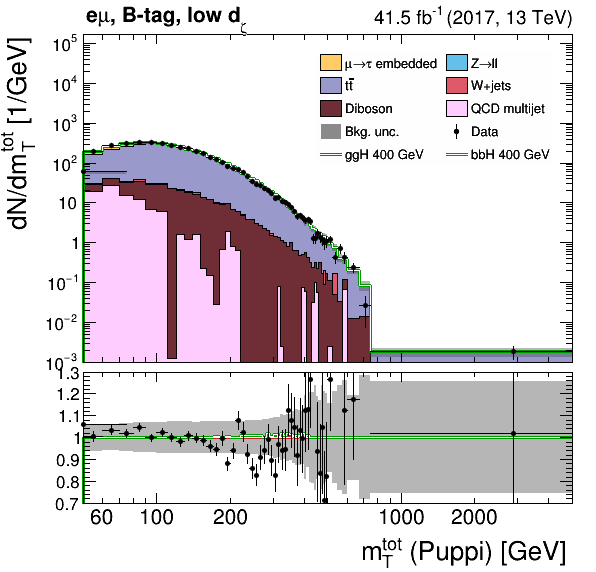 eμ, B-tag, low dζ 41.5 fb⁻¹ (2017, 13 TeV)
dN/dm_T^tot [1/GeV]
10⁵
10⁴
10³
10²
10
1
10⁻¹
10⁻²
10⁻³
μ→τ embedded Z→ll
tt̄ W+jets
Diboson QCD multijet
Bkg. unc. Data
ggH 400 GeV bbH 400 GeV
1.3
1.2
1.1
1.0
0.9
0.8
0.7
60 100 200 1000 2000
m_T^tot (Puppi) [GeV]